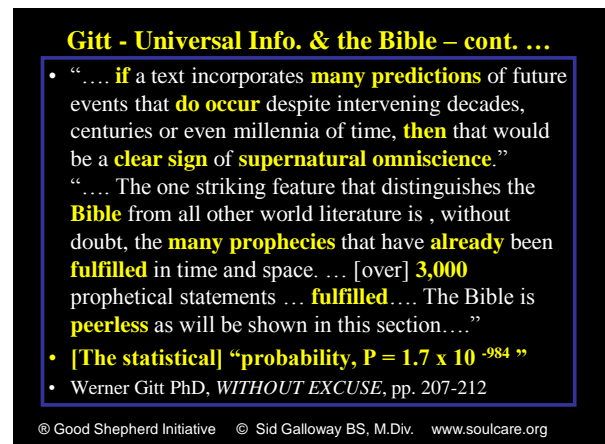 Gitt - Universal Info. & the Bible – cont. …
• “…. if a text incorporates many predictions of future
events that do occur despite intervening decades,
centuries or even millennia of time, then that would
be a clear sign of supernatural omniscience.”
“…. The one striking feature that distinguishes the
Bible from all other world literature is , without
doubt, the many prophecies that have already been
fulfilled in time and space. … [over] 3,000
prophetical statements … fulfilled…. The Bible is
peerless as will be shown in this section….”
• [The statistical] “probability, P = 1.7 x 10 -984 ”
• Werner Gitt PhD, WITHOUT EXCUSE, pp. 207-212
® Good Shepherd Initiative © Sid Galloway BS, M.Div. www.soulcare.org